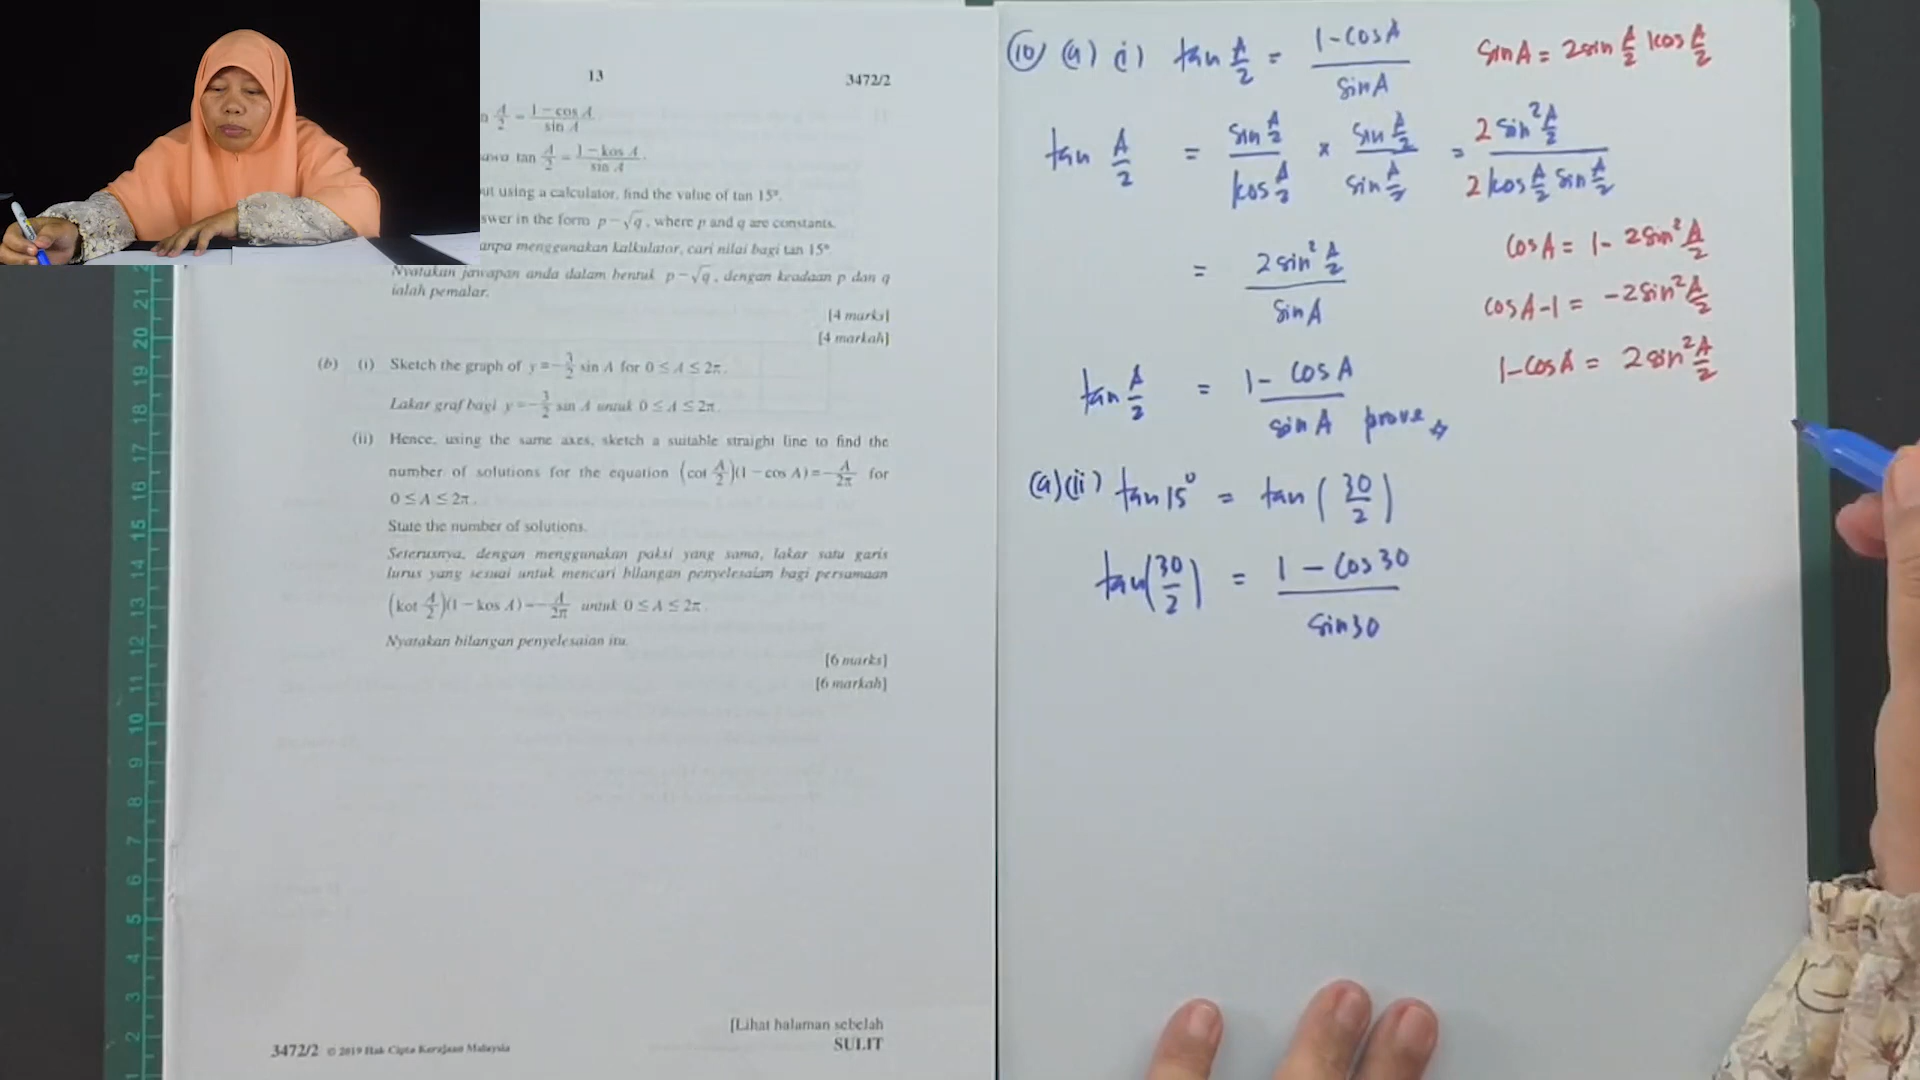 13
3472/2
A/2 = (1 − cos A)/(sin A)
tan A/2 = (1 − kos A)/(sin A).
ut using a calculator, find the value of tan 15°.
swer in the form p − √q, where p and q are constants.
anpa menggunakan kalkulator, cari nilai bagi tan 15°
Nyatakan jawapan anda dalam bentuk p − √q, dengan keadaan p dan q
ialah pemalar.
[4 marks]
[4 markah]
(b) (i) Sketch the graph of y = −3/2 sin A for 0 ≤ A ≤ 2π.
Lakar graf bagi y = −3/2 sin A untuk 0 ≤ A ≤ 2π.
(ii) Hence, using the same axes, sketch a suitable straight line to find the
number of solutions for the equation (cot A/2)(1 − cos A) = −A/2π for
0 ≤ A ≤ 2π.
State the number of solutions.
Seterusnya, dengan menggunakan paksi yang sama, lakar satu garis
lurus yang sesuai untuk mencari bilangan penyelesaian bagi persamaan
(kot A/2)(1 − kos A) = −A/2π untuk 0 ≤ A ≤ 2π.
Nyatakan bilangan penyelesaian itu.
[6 marks]
[6 markah]
[Lihat halaman sebelah
3472/2 © 2019 Hak Cipta Kerajaan Malaysia
SULIT
10 (a) (i) tan A/2 = (1 − cos A)/(sin A)
sin A = 2 sin A/2 kos A/2
tan A/2 = (sin A/2)/(kos A/2) × (sin A/2)/(sin A/2) = (2 sin² A/2)/(2 kos A/2 sin A/2)
= (2 sin² A/2)/(sin A)
cos A = 1 − 2 sin² A/2
cos A − 1 = −2 sin² A/2
1 − cos A = 2 sin² A/2
tan A/2 = (1 − cos A)/(sin A) prove
(a) (ii) tan 15° = tan (30/2)
tan (30/2) = (1 − cos 30)/(sin 30)